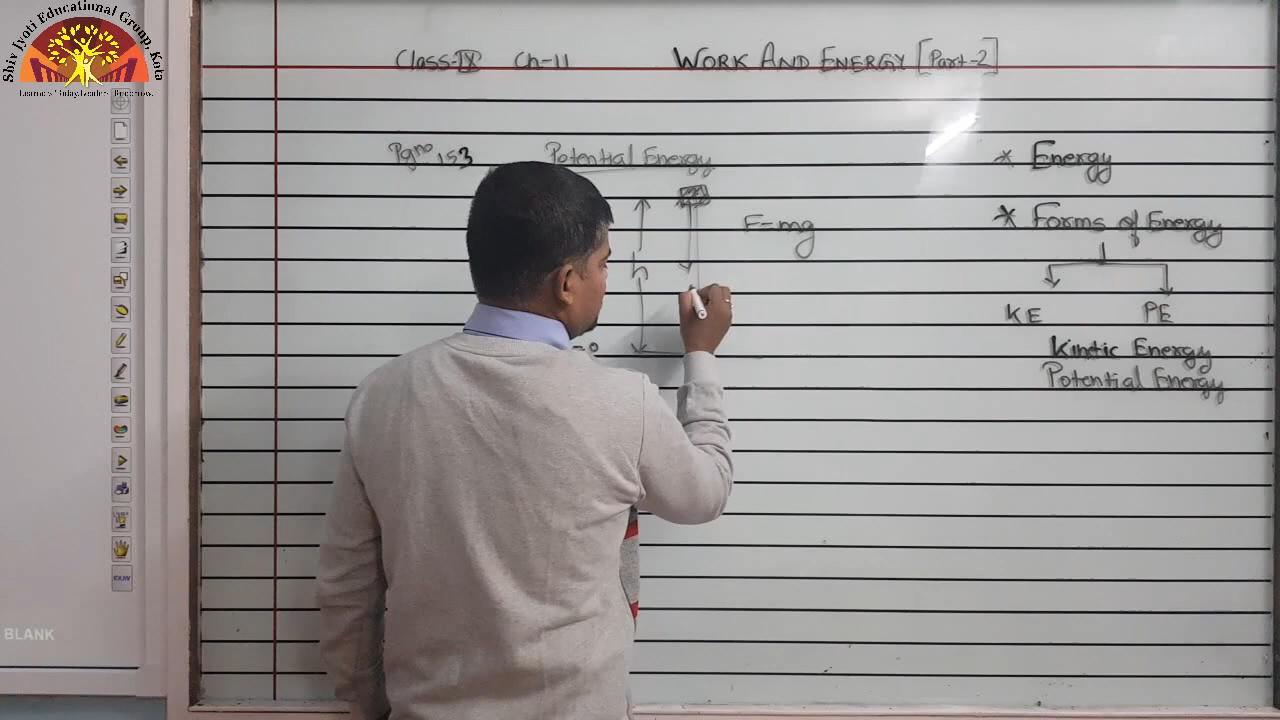 Shiv Jyoti Educational Group, Kota
Class-IX Ch-11 WORK AND ENERGY [Part-2]
Pg no 153 Potential Energy
F=mg
h
=0
* Energy
* Forms of Energy
KE PE
Kinetic Energy
Potential Energy
BLANK